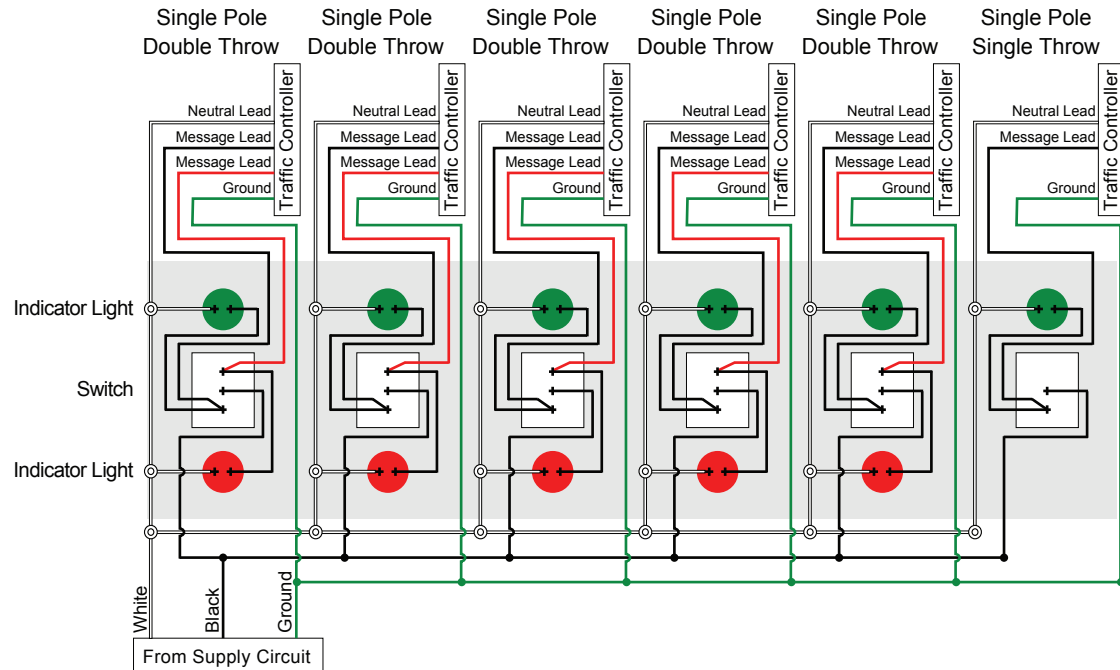 Single Pole
Double Throw
Single Pole
Double Throw
Single Pole
Double Throw
Single Pole
Double Throw
Single Pole
Double Throw
Single Pole
Single Throw
Neutral Lead
Message Lead
Message Lead
Ground
Traffic Controller
Neutral Lead
Message Lead
Message Lead
Ground
Traffic Controller
Neutral Lead
Message Lead
Message Lead
Ground
Traffic Controller
Neutral Lead
Message Lead
Message Lead
Ground
Traffic Controller
Neutral Lead
Message Lead
Message Lead
Ground
Traffic Controller
Neutral Lead
Message Lead
Ground
Traffic Controller
Indicator Light
Switch
Indicator Light
White
Black
Ground
From Supply Circuit